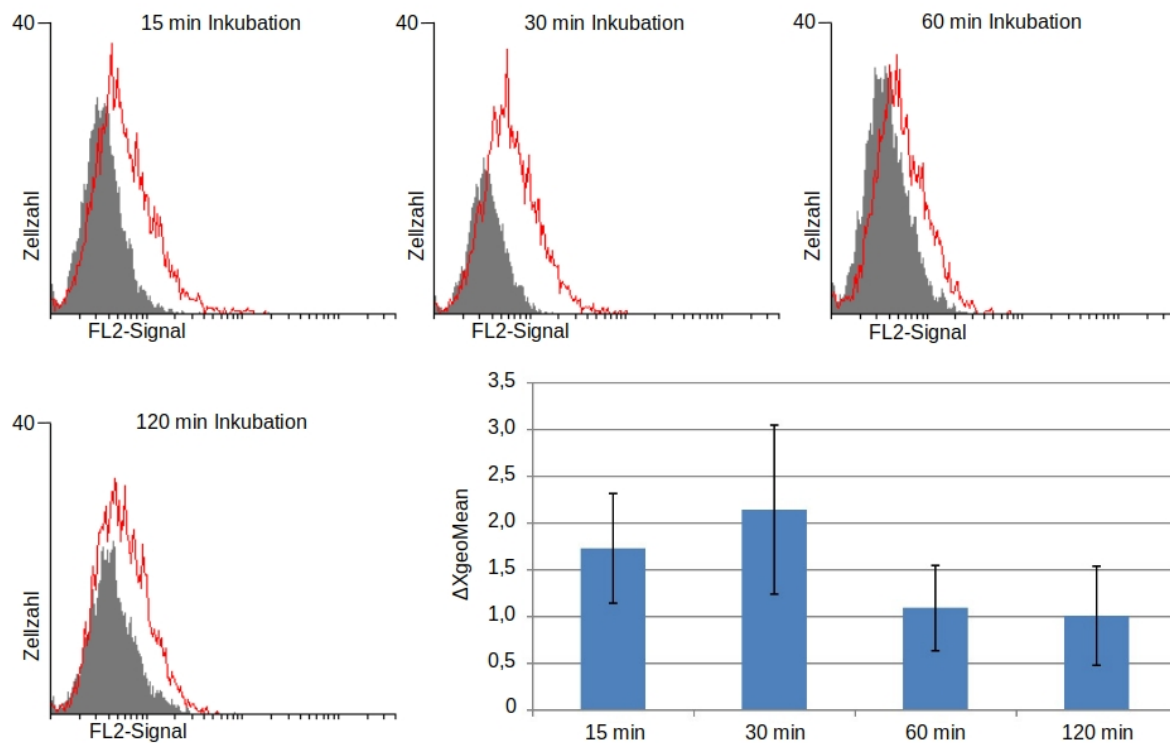 40
15 min Inkubation
Zellzahl
FL2-Signal
40
30 min Inkubation
Zellzahl
FL2-Signal
40
60 min Inkubation
Zellzahl
FL2-Signal
40
120 min Inkubation
Zellzahl
FL2-Signal
3,5
3,0
2,5
2,0
1,5
1,0
0,5
0
ΔXgeoMean
15 min
30 min
60 min
120 min